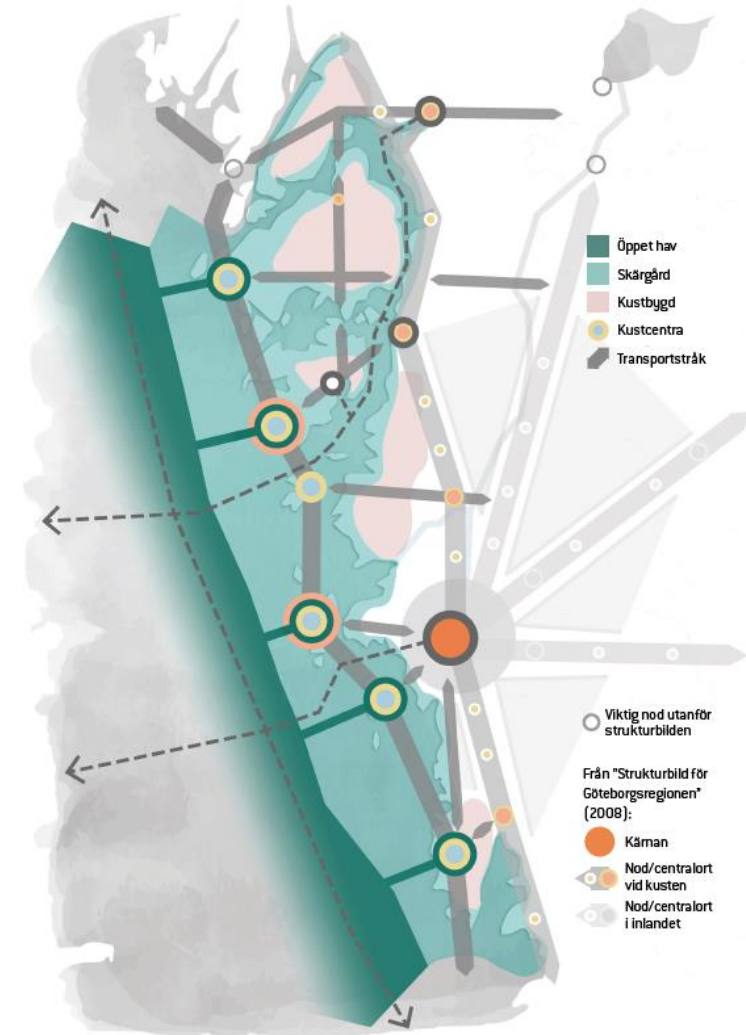 Öppet hav
Skärgård
Kustbygd
Kustcentra
Transportstråk
Viktig nod utanför
strukturbilden
Från "Strukturbild för
Göteborgsregionen"
(2008):
Kärnan
Nod/centralort
vid kusten
Nod/centralort
i inlandet